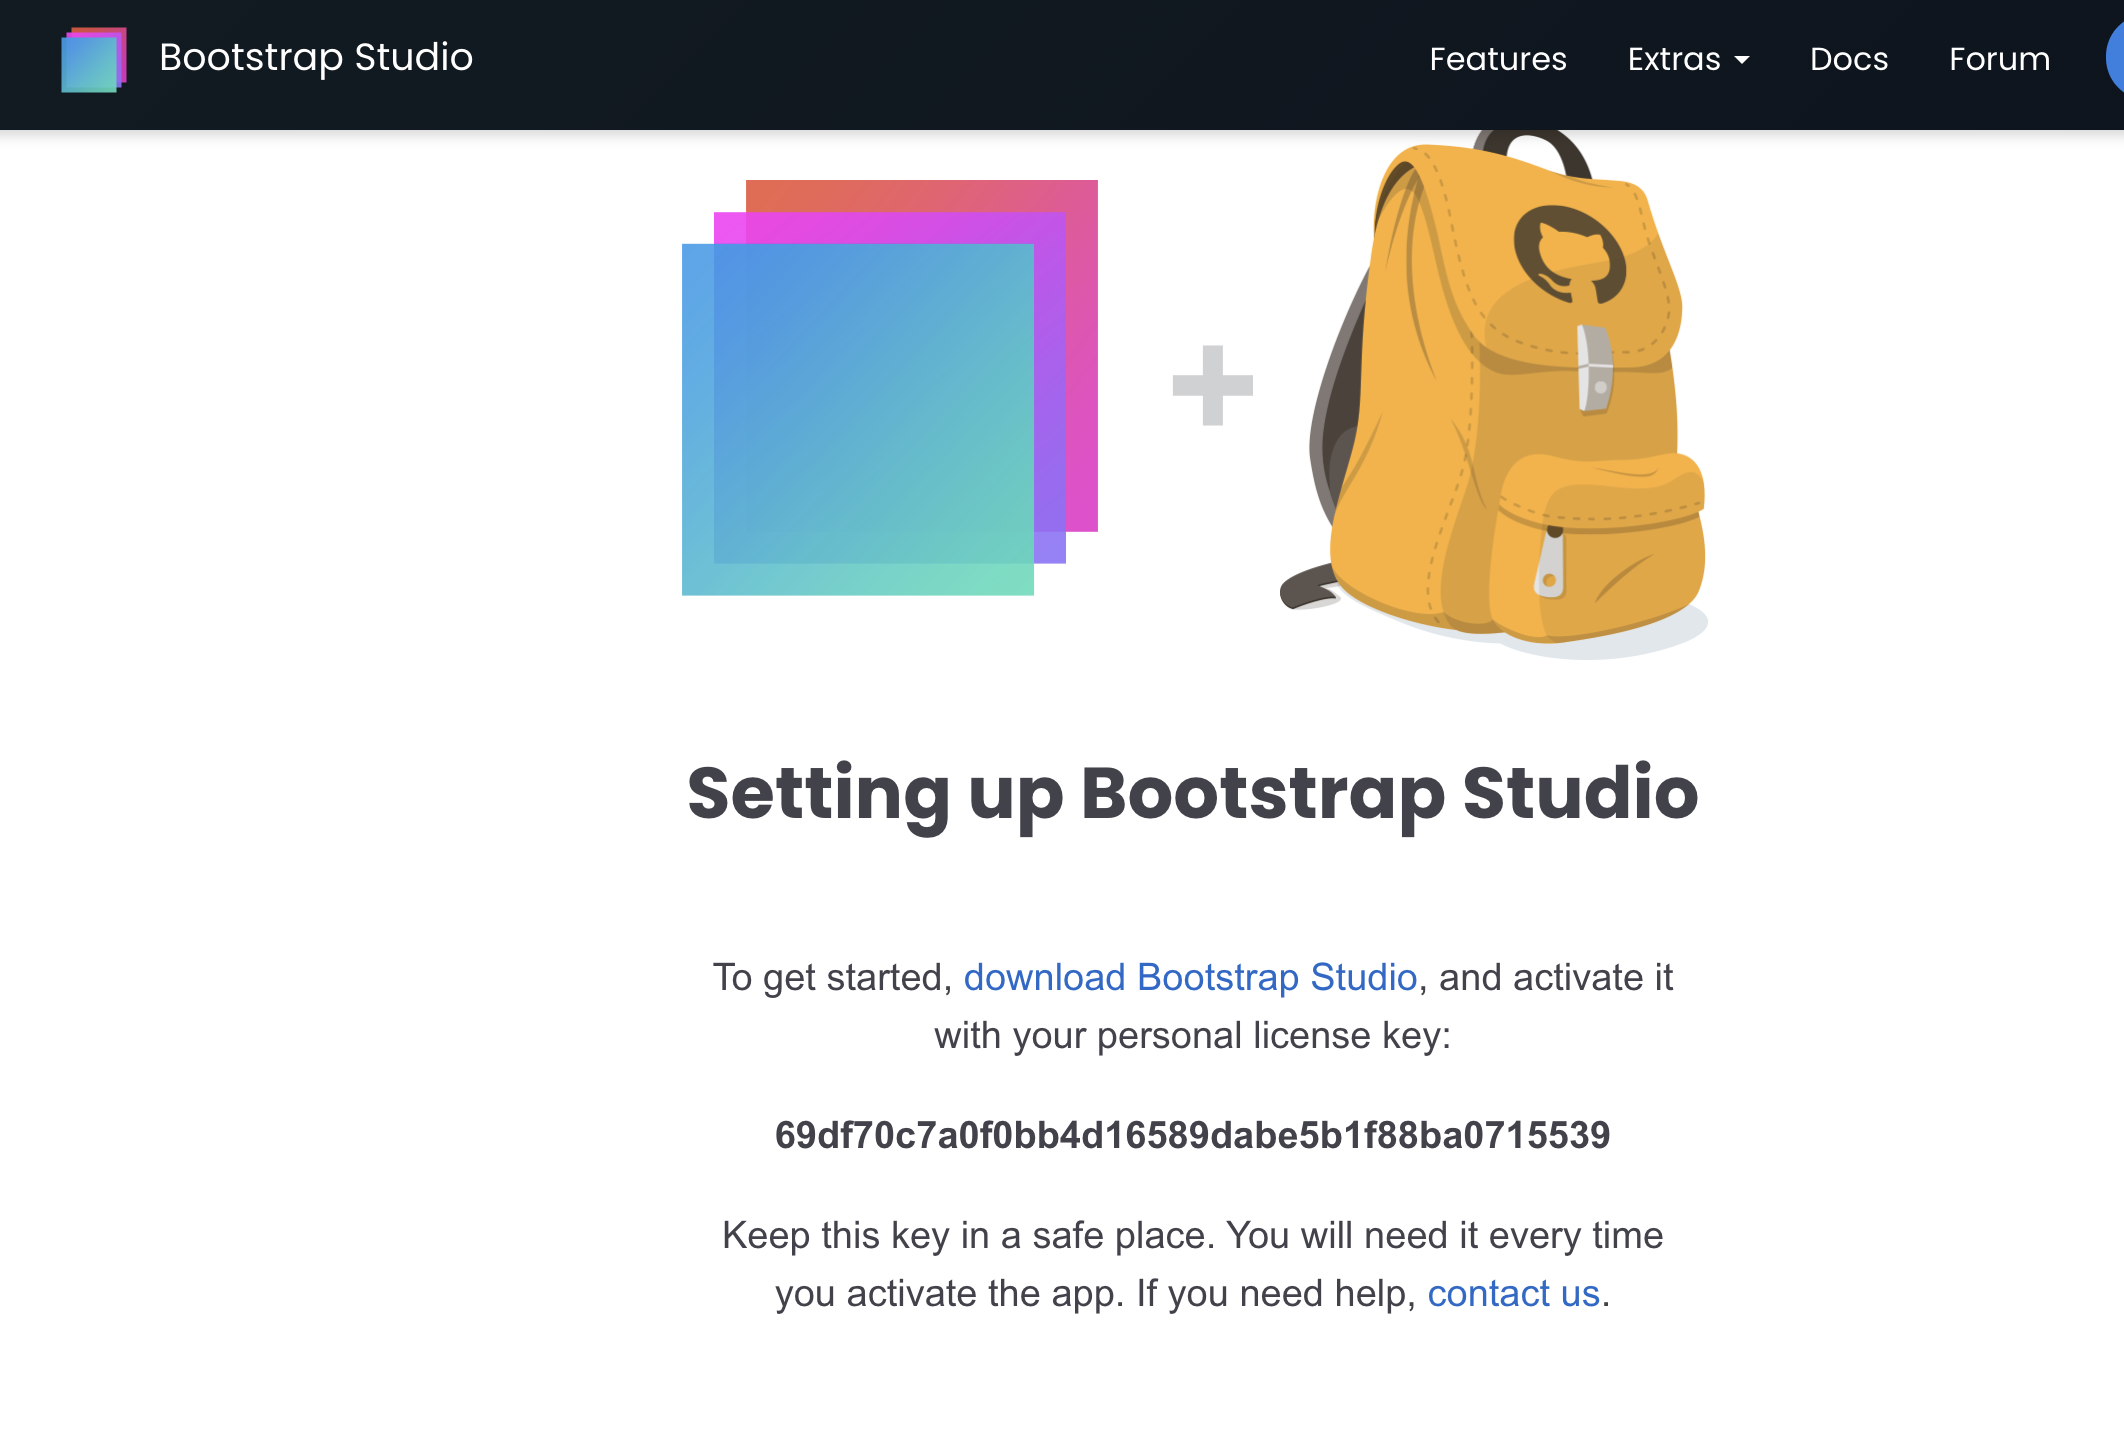 Bootstrap Studio
Features Extras Docs Forum
Setting up Bootstrap Studio
To get started, download Bootstrap Studio, and activate it
with your personal license key:
69df70c7a0f0bb4d16589dabe5b1f88ba0715539
Keep this key in a safe place. You will need it every time
you activate the app. If you need help, contact us.